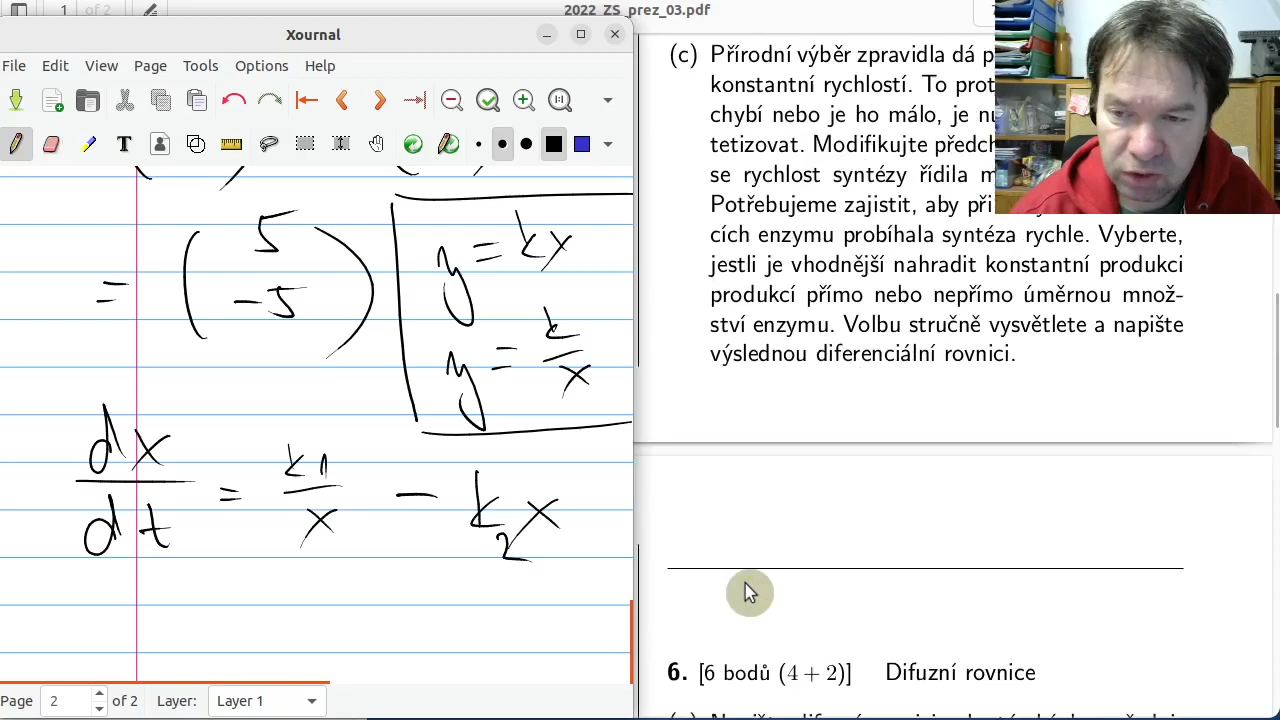 1 of 2
2022_ZS_prez_03.pdf
Xournal
File Edit View Page Tools Options Help
= ( 5 -5 )
y = kx
y = k/x
dx/dt = k1/x - k2x
Page 2 of 2 Layer: Layer 1
(c) Přírodní výběr zpravidla dá p
konstantní rychlostí. To prot
chybí nebo je ho málo, je nu
tetizovat. Modifikujte předch
se rychlost syntézy řídila m
Potřebujeme zajistit, aby při
cích enzymu probíhala syntéza rychle. Vyberte,
jestli je vhodnější nahradit konstantní produkci
produkcí přímo nebo nepřímo úměrnou množ-
ství enzymu. Volbu stručně vysvětlete a napište
výslednou diferenciální rovnici.
6. [6 bodů (4 + 2)] Difuzní rovnice